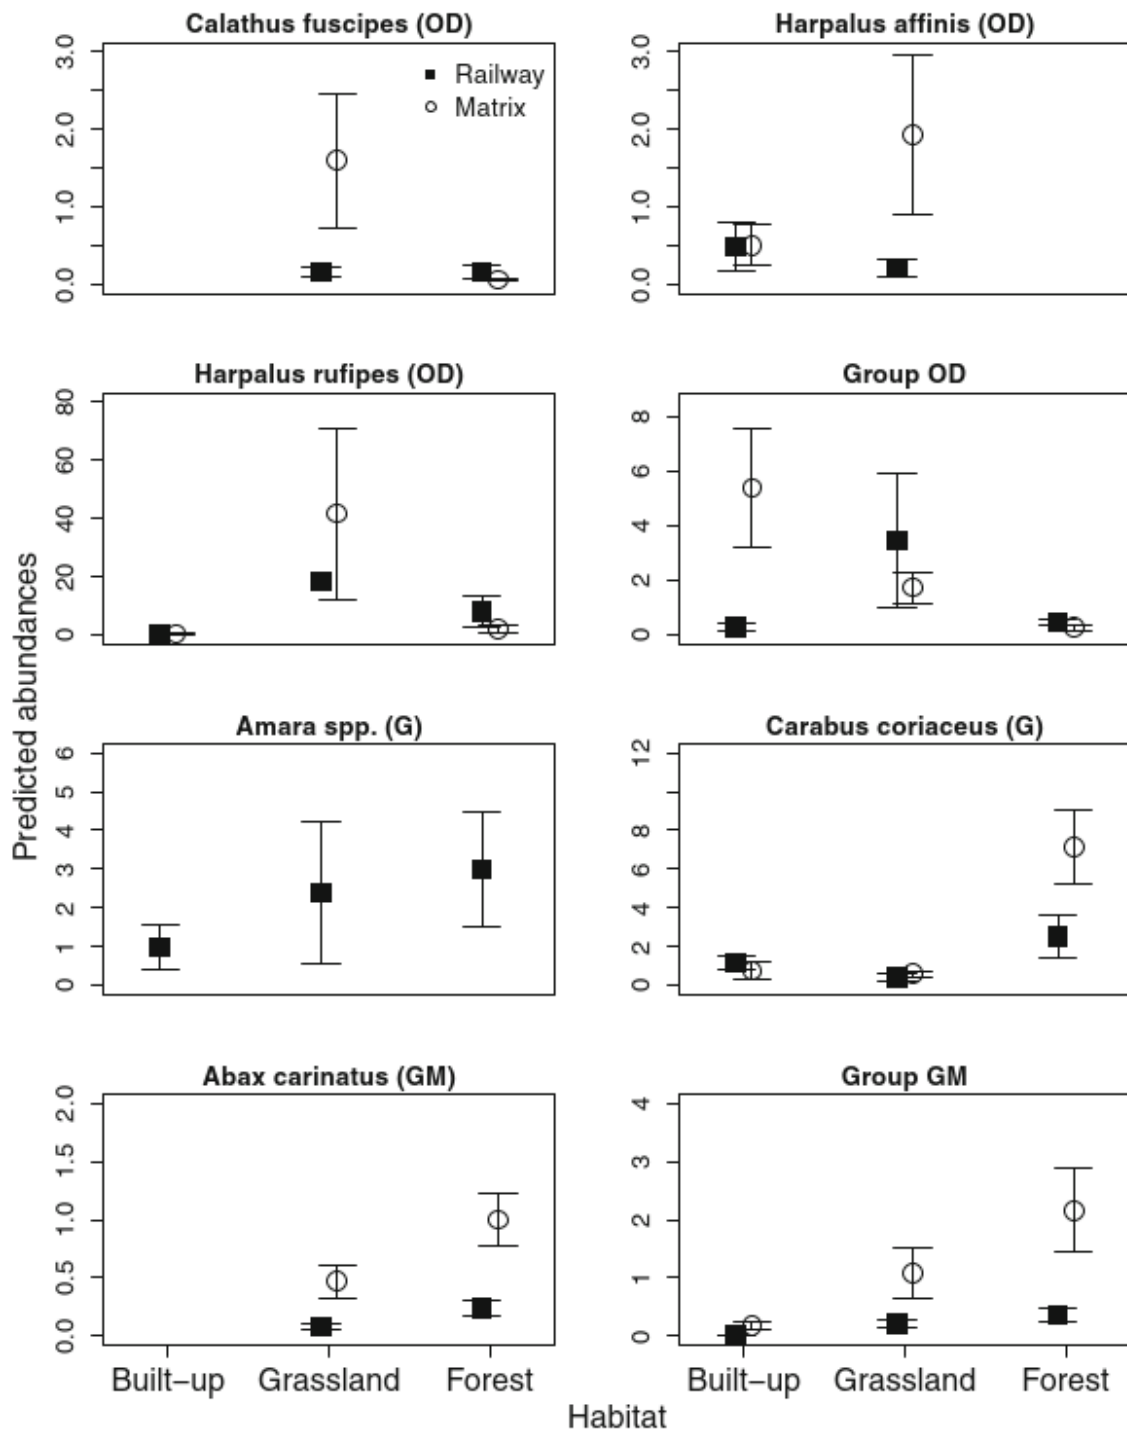 Calathus fuscipes (OD)
0.0 1.0 2.0 3.0
Railway
Matrix
Harpalus affinis (OD)
0.0 1.0 2.0 3.0
Harpalus rufipes (OD)
0 20 40 60 80
Group OD
0 2 4 6 8
Predicted abundances
Amara spp. (G)
0 1 2 3 4 5 6
Carabus coriaceus (G)
0 2 4 6 8 12
Abax carinatus (GM)
0.0 0.5 1.0 1.5 2.0
Built–up Grassland Forest
Group GM
0 1 2 3 4
Built–up Grassland Forest
Habitat